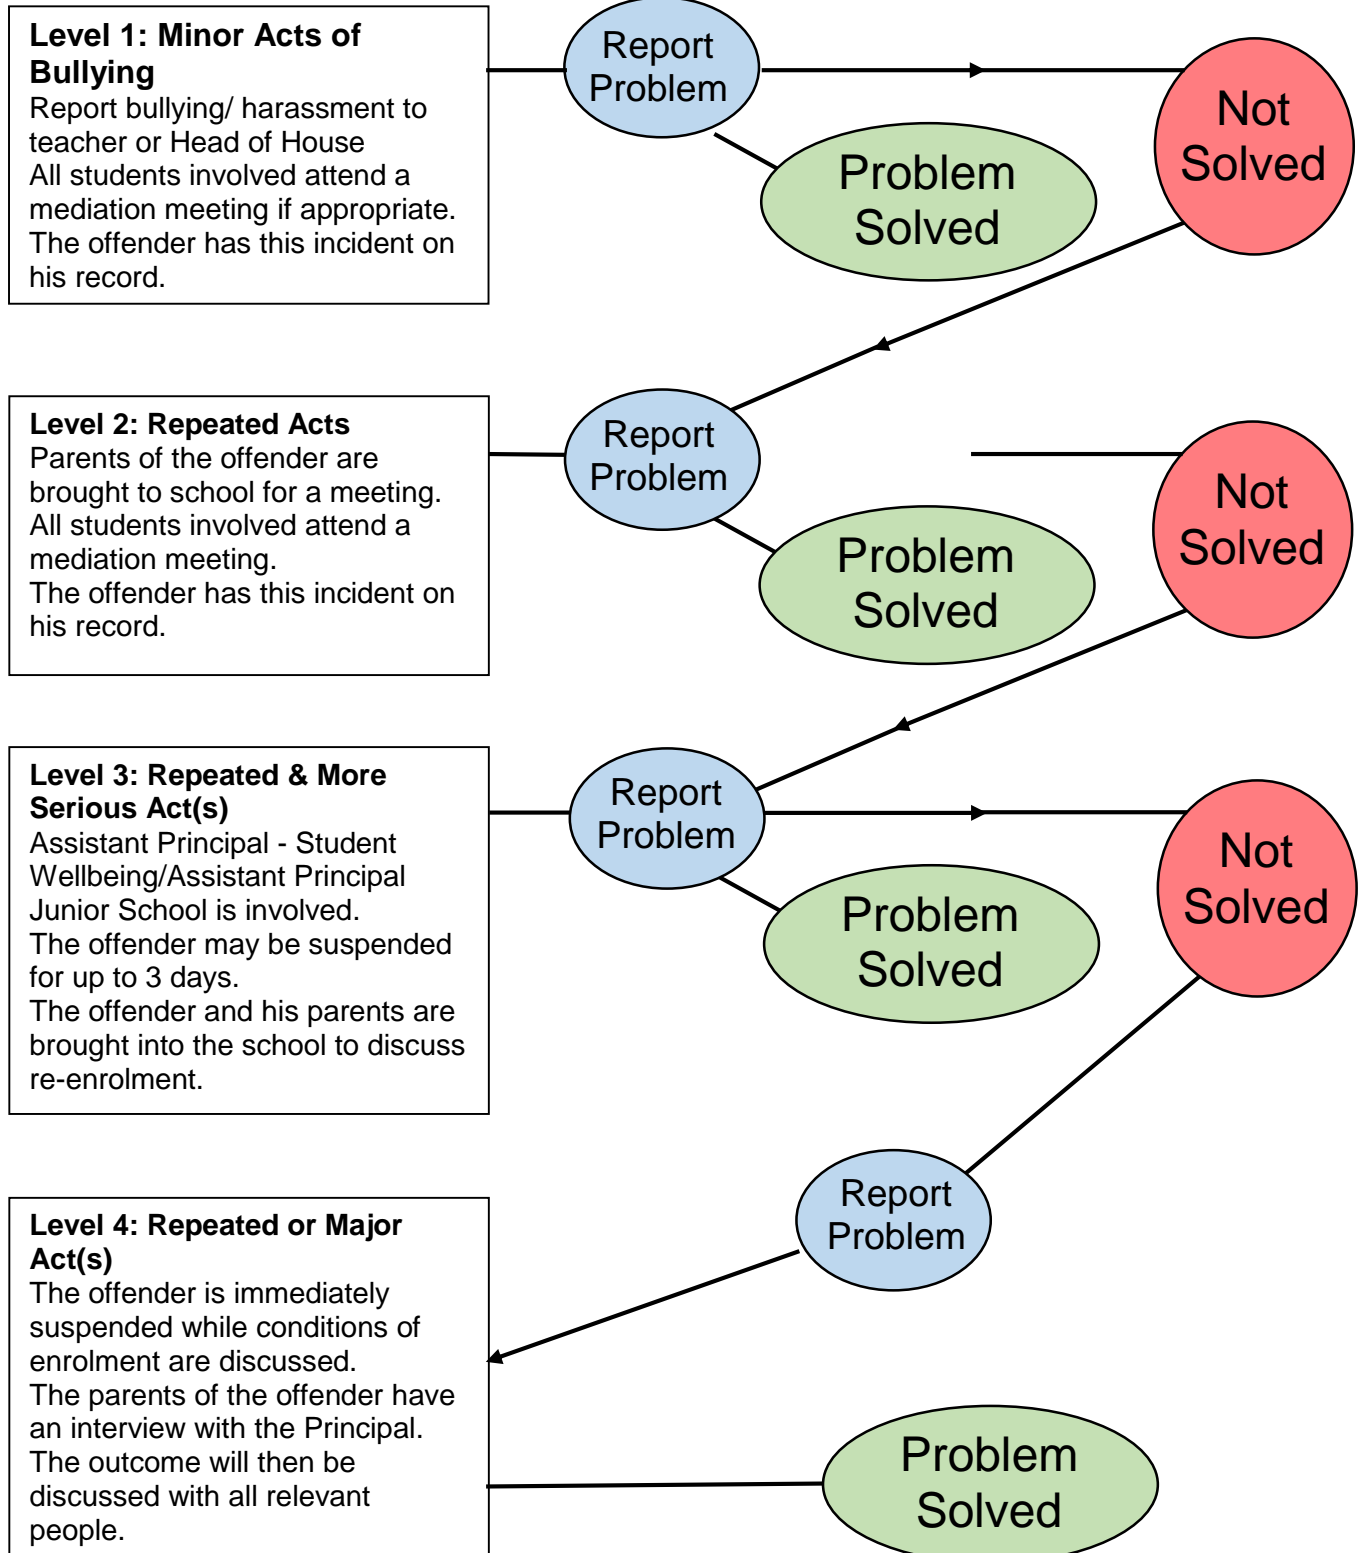 Level 1: Minor Acts of
Bullying
Report bullying/ harassment to
teacher or Head of House
All students involved attend a
mediation meeting if appropriate.
The offender has this incident on
his record.
Report
Problem
Problem
Solved
Not
Solved
Level 2: Repeated Acts
Parents of the offender are
brought to school for a meeting.
All students involved attend a
mediation meeting.
The offender has this incident on
his record.
Report
Problem
Problem
Solved
Not
Solved
Level 3: Repeated & More
Serious Act(s)
Assistant Principal - Student
Wellbeing/Assistant Principal
Junior School is involved.
The offender may be suspended
for up to 3 days.
The offender and his parents are
brought into the school to discuss
re-enrolment.
Report
Problem
Problem
Solved
Not
Solved
Report
Problem
Level 4: Repeated or Major
Act(s)
The offender is immediately
suspended while conditions of
enrolment are discussed.
The parents of the offender have
an interview with the Principal.
The outcome will then be
discussed with all relevant
people.
Problem
Solved